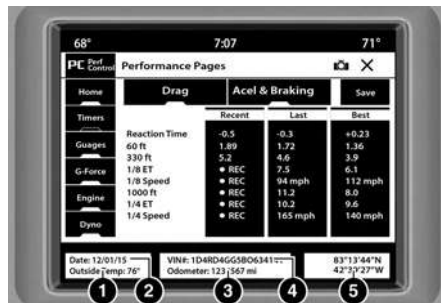 68° 7:07 71°
PC Perf Control Performance Pages X
Home Drag Acel & Braking Save
Timers Recent Last Best
Reaction Time -0.5 -0.3 +0.23
Guages 60 ft 1.89 1.72 1.36
330 ft 5.2 4.6 3.9
G-Force 1/8 ET • REC 7.5 6.1
1/8 Speed • REC 94 mph 112 mph
Engine 1000 ft • REC 11.2 8.0
1/4 ET • REC 10.2 9.6
Dyno 1/4 Speed • REC 165 mph 140 mph
Date: 12/01/15 VIN#: 83°13'44"N
Outside Temp: 76° Odometer: mi
1 2 3 4 5